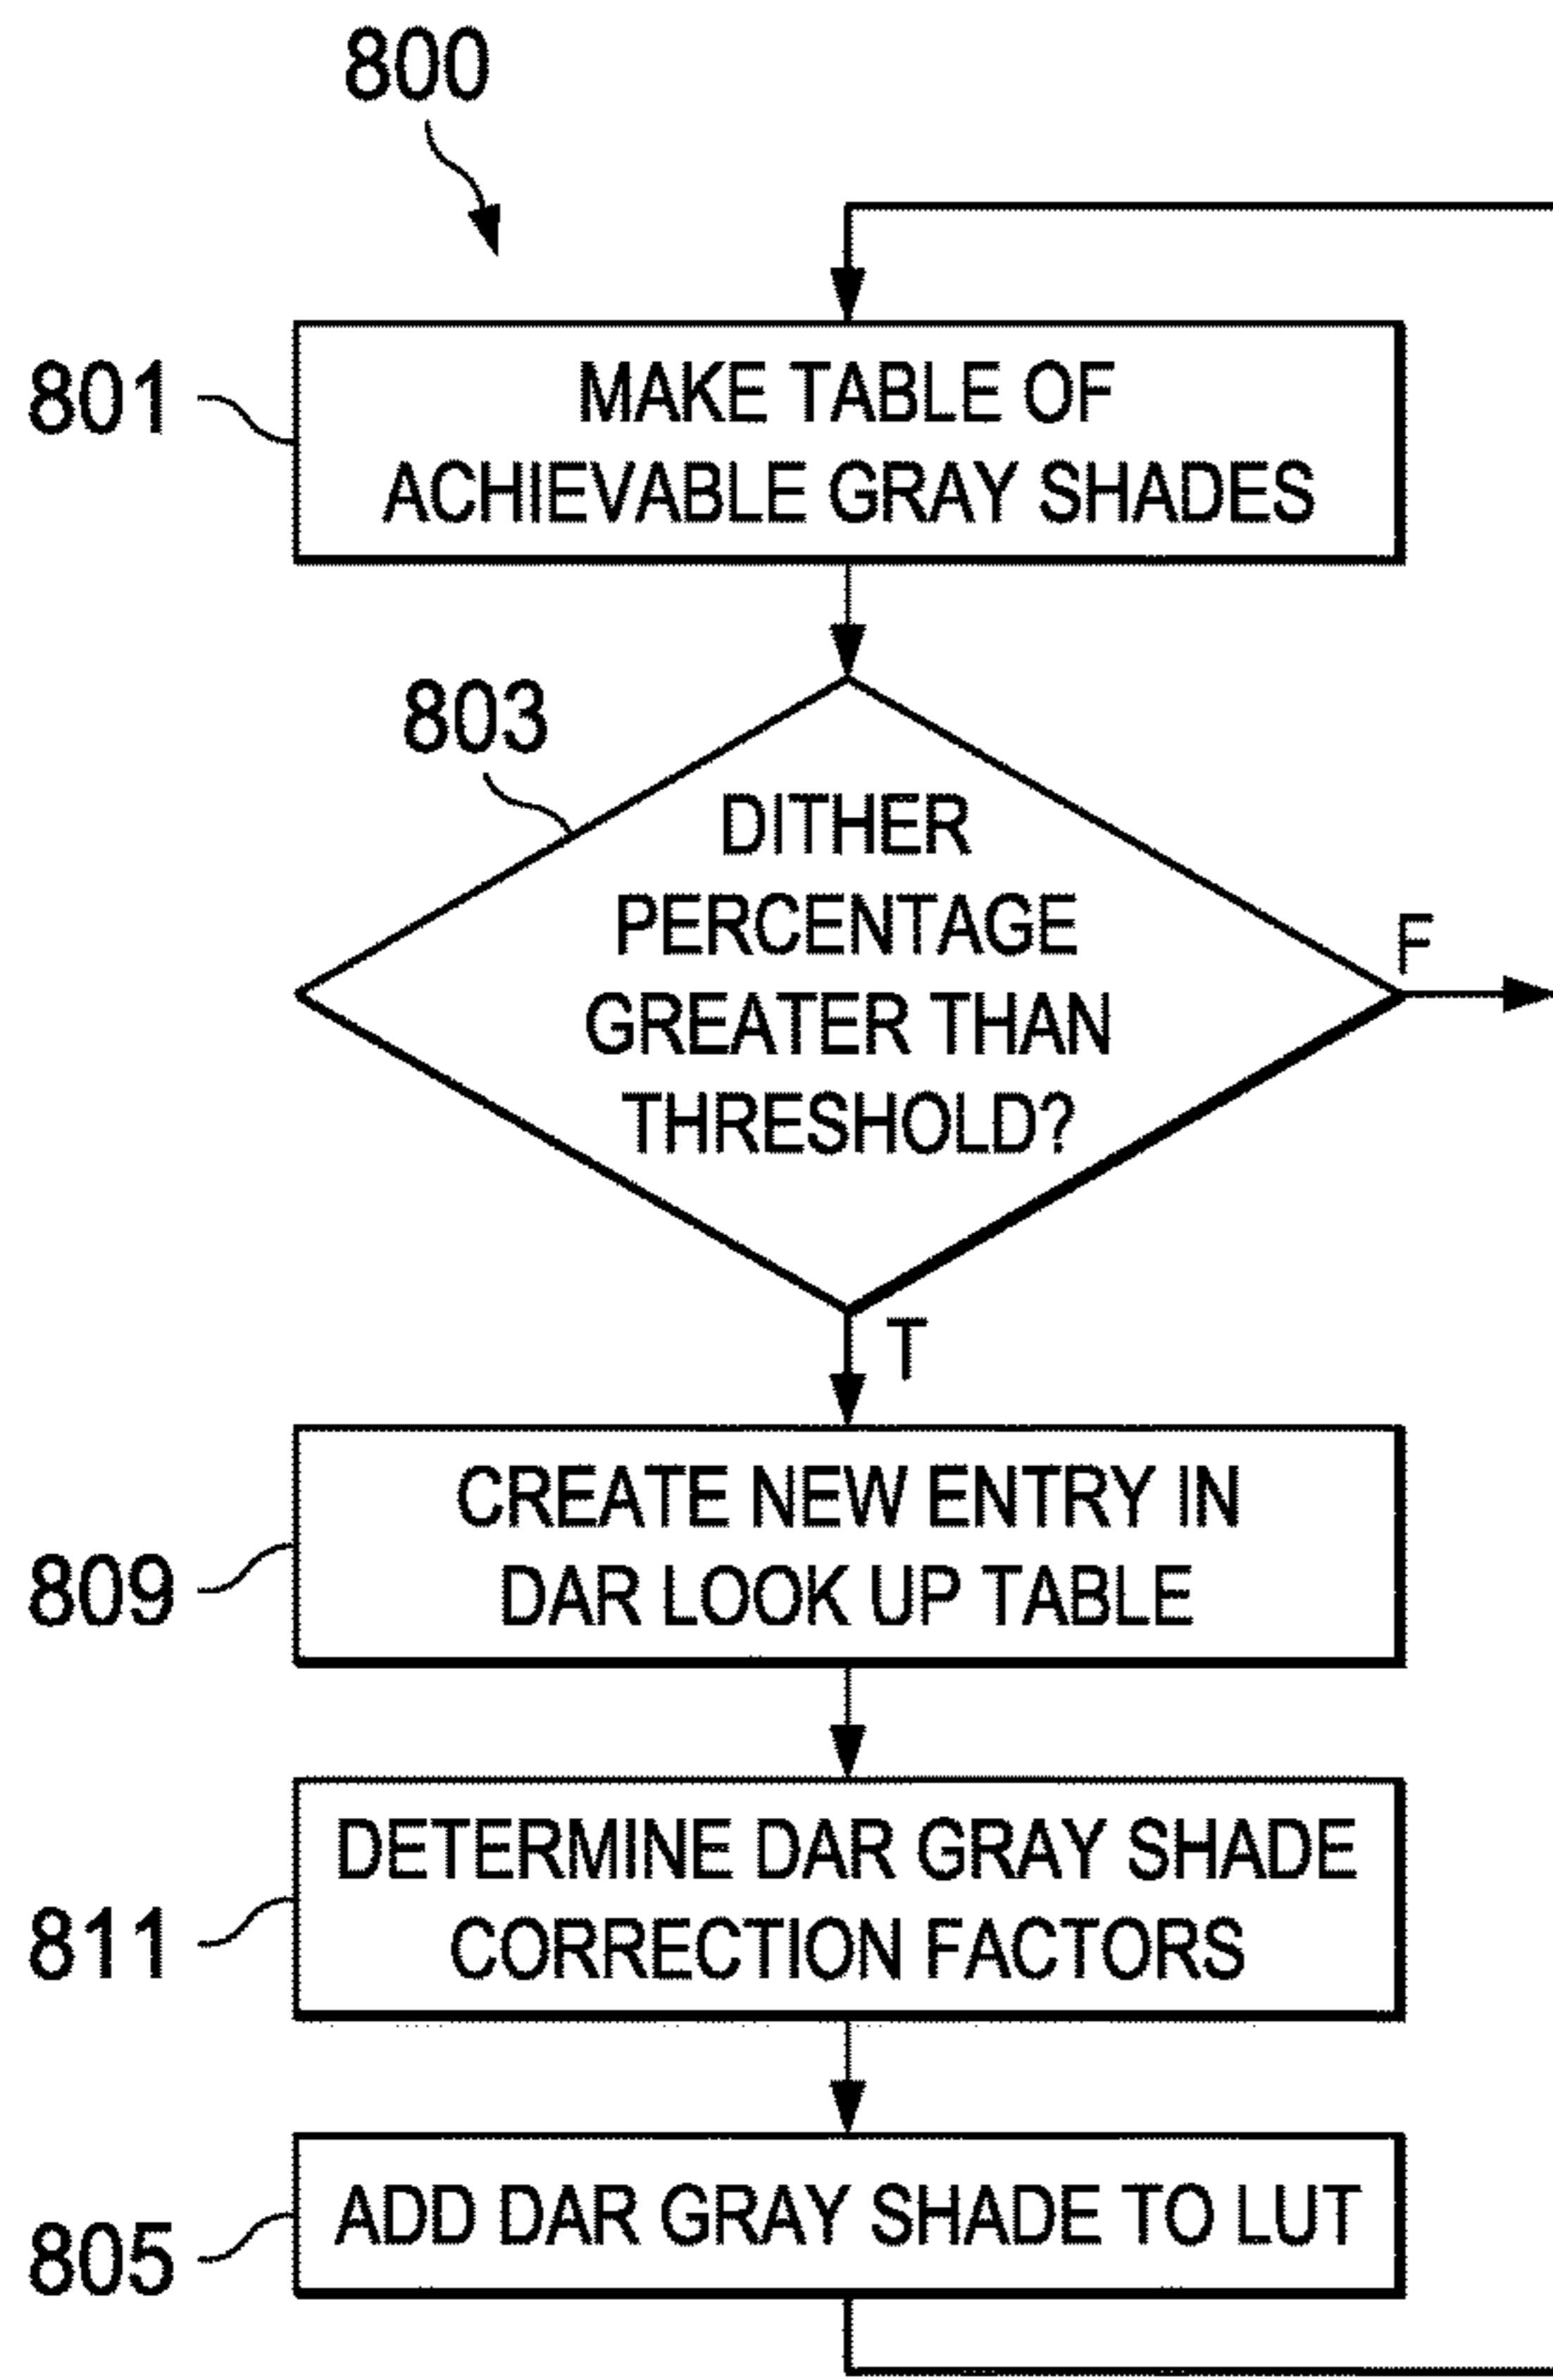 800
801
MAKE TABLE OF
ACHIEVABLE GRAY SHADES
803
DITHER
PERCENTAGE
GREATER THAN
THRESHOLD?
F
T
809
CREATE NEW ENTRY IN
DAR LOOK UP TABLE
811
DETERMINE DAR GRAY SHADE
CORRECTION FACTORS
805
ADD DAR GRAY SHADE TO LUT